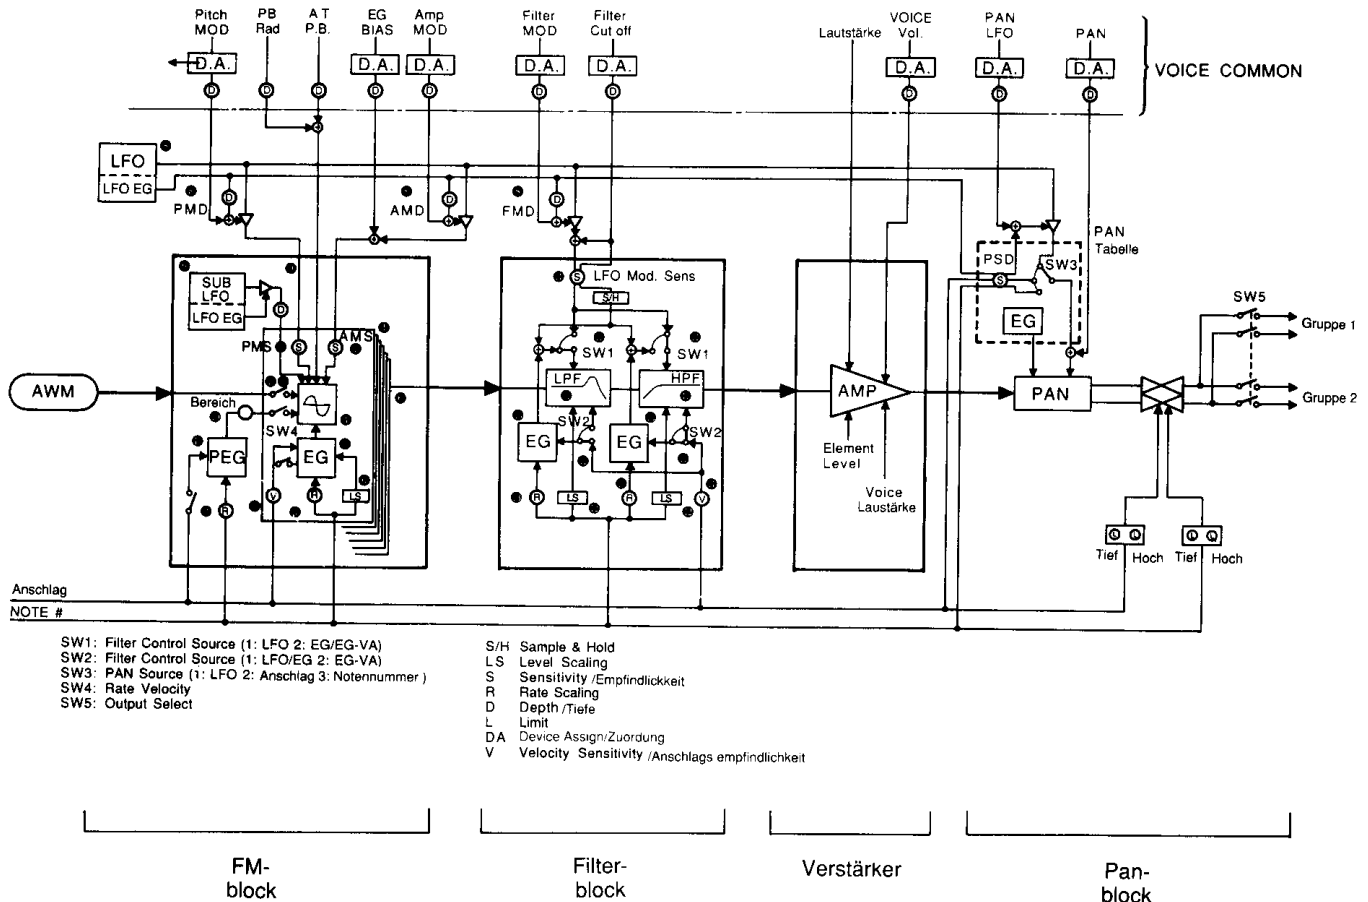 Pitch MOD
PB Rad
A T P.B.
EG BIAS
Amp MOD
Filter MOD
Filter Cut off
Lautstärke
VOICE Vol.
PAN LFO
PAN
D.A.
D.A.
D.A.
D.A.
D.A.
D.A.
D.A.
D.A.
VOICE COMMON
D
D
D
D
D
D
D
D
D
D
LFO
LFO EG
D
D
D
PMD
AMD
FMD
PAN Tabelle
PSD
SW3
S
SUB LFO
LFO EG
D
S
LFO Mod. Sens
S/H
SW5
Gruppe 1
EG
PMS
S
S
AMS
SW1
SW1
LPF
HPF
AWM
AMP
PAN
Gruppe 2
Bereich
SW4
SW2
SW2
PEG
EG
EG
EG
Element Level
V
R
LS
R
LS
R
LS
V
R
Voice Lautstärke
L
L
Tief
Hoch
Tief
Hoch
Anschlag
NOTE #
SW1: Filter Control Source (1: LFO 2: EG/EG-VA)
SW2: Filter Control Source (1: LFO/EG 2: EG-VA)
SW3: PAN Source (1: LFO 2: Anschlag 3: Notennummer )
SW4: Rate Velocity
SW5: Output Select
S/H Sample & Hold
LS Level Scaling
S Sensitivity /Empfindlickkeit
R Rate Scaling
D Depth /Tiefe
L Limit
DA Device Assign/Zuordung
V Velocity Sensitivity /Anschlags empfindlichkeit
FM-
block
Filter-
block
Verstärker
Pan-
block